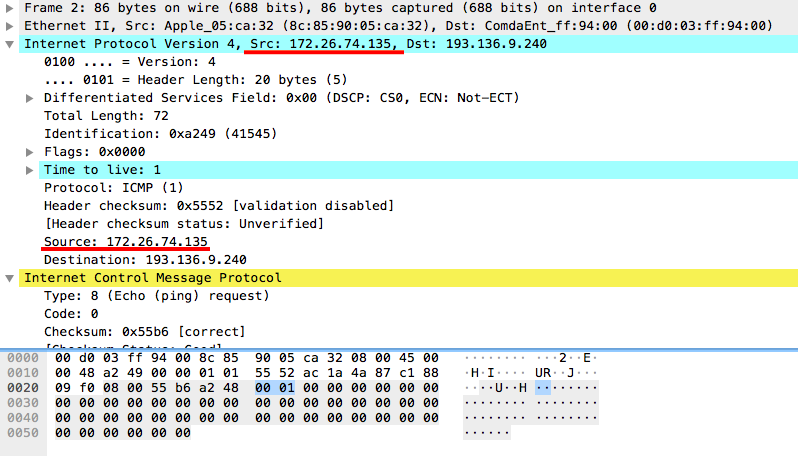 Frame 2: 86 bytes on wire (688 bits), 86 bytes captured (688 bits) on interface 0
Ethernet II, Src: Apple_05:ca:32 (8c:85:90:05:ca:32), Dst: ComdaEnt_ff:94:00 (00:d0:03:ff:94:00)
Internet Protocol Version 4, Src: 172.26.74.135, Dst: 193.136.9.240
0100 .... = Version: 4
.... 0101 = Header Length: 20 bytes (5)
Differentiated Services Field: 0x00 (DSCP: CS0, ECN: Not-ECT)
Total Length: 72
Identification: 0xa249 (41545)
Flags: 0x0000
Time to live: 1
Protocol: ICMP (1)
Header checksum: 0x5552 [validation disabled]
[Header checksum status: Unverified]
Source: 172.26.74.135
Destination: 193.136.9.240
Internet Control Message Protocol
Type: 8 (Echo (ping) request)
Code: 0
Checksum: 0x55b6 [correct]
[Checksum Status: Good]
0000 00 d0 03 ff 94 00 8c 85 90 05 ca 32 08 00 45 00 ········ ···2··E·
0010 00 48 a2 49 00 00 01 01 55 52 ac 1a 4a 87 c1 88 ·H·I···· UR··J···
0020 09 f0 08 00 55 b6 a2 48 00 01 00 00 00 00 00 00 ····U··H ········
0030 00 00 00 00 00 00 00 00 00 00 00 00 00 00 00 00 ········ ········
0040 00 00 00 00 00 00 00 00 00 00 00 00 00 00 00 00 ········ ········
0050 00 00 00 00 00 00 ······